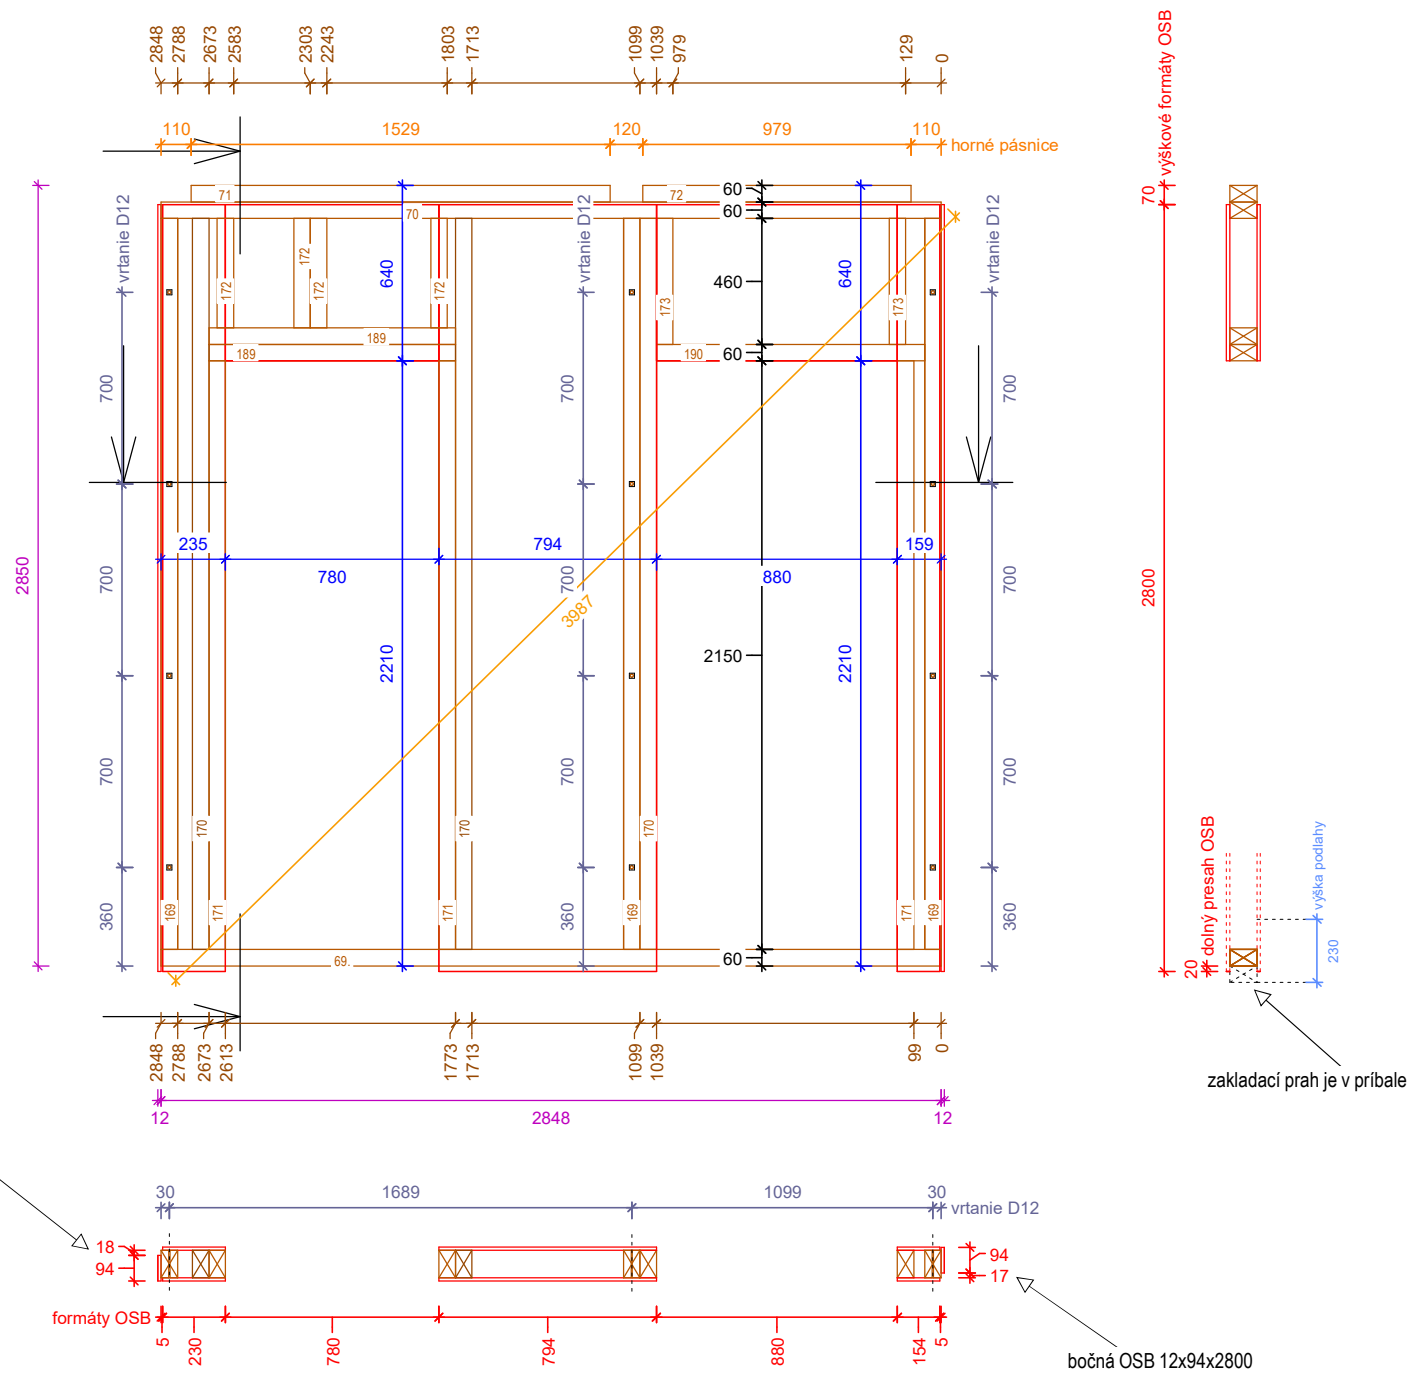 2848 2788 2673 2583 2303 2243 1803 1713 1099 1039 979 129 0
110 1529 120 979 110 horné pásnice
71 72 60
70 60
vrtanie D12 vrtanie D12 vrtanie D12
172 172 172 172 173 173
640 460 640
189
189 190 60
700 700 700
235 794 159
780 880
700 700 700
3987
2850
2210 2150 2210
700 700 700
170 171 171 170 170 171
169 169 169
360 360 360
69. 60
2848 2788 2673 2613 1773 1713 1099 1039 99 0
12 2848 12
výškové formáty OSB
70
2800
dolný presah OSB
20
výška podlahy
230
zakladací prah je v príbale
30 1689 1099 30 vrtanie D12
18
94
94
17
formáty OSB
5 230 780 794 880 154 5
bočná OSB 12x94x2800